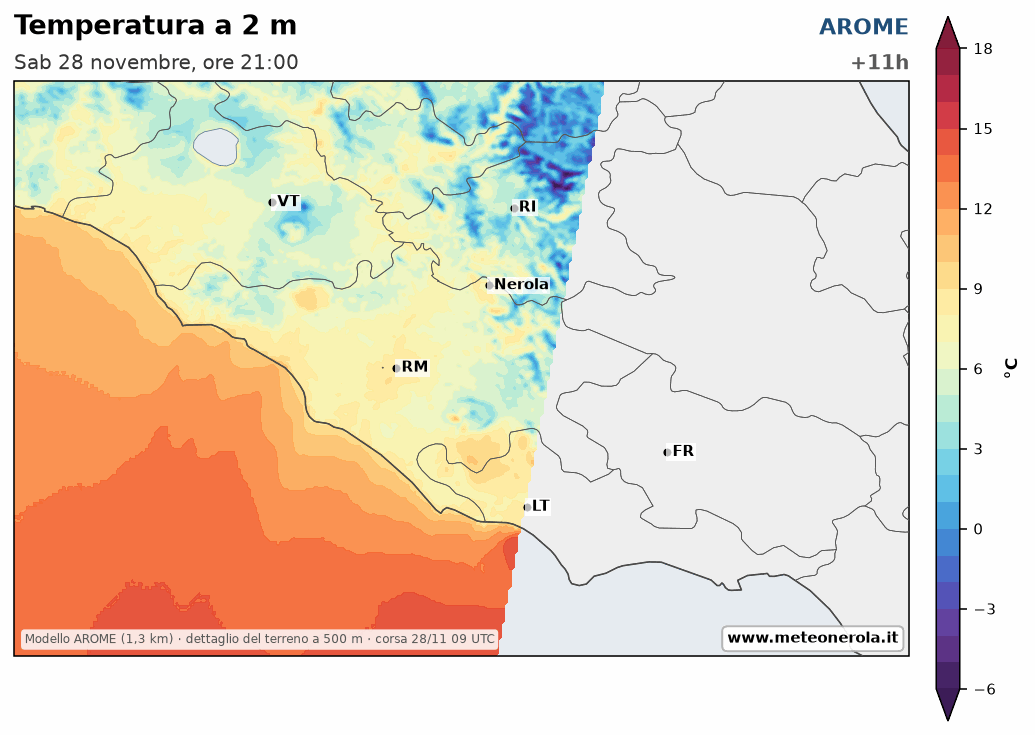 Temperatura a 2 m
AROME
Sab 28 novembre, ore 21:00
+11h
VT
RI
Nerola
RM
FR
LT
Modello AROME (1,3 km) · dettaglio del terreno a 500 m · corsa 28/11 09 UTC
www.meteonerola.it
18
15
12
9
6
3
0
−3
−6
°C